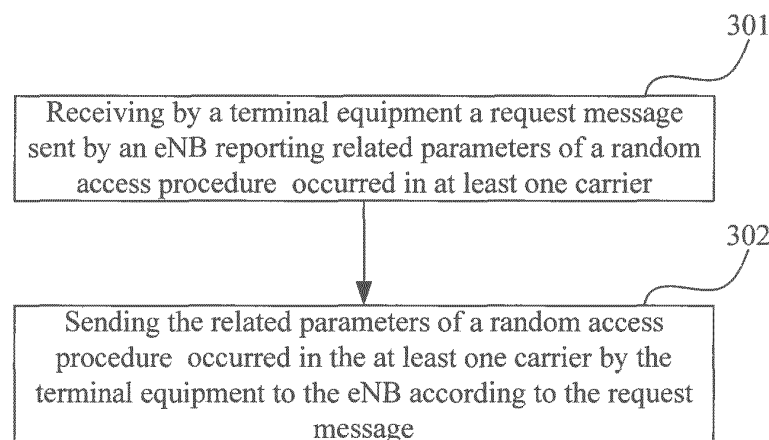 301
Receiving by a terminal equipment a request message
sent by an eNB reporting related parameters of a random
access procedure occurred in at least one carrier
302
Sending the related parameters of a random access
procedure occurred in the at least one carrier by the
terminal equipment to the eNB according to the request
message